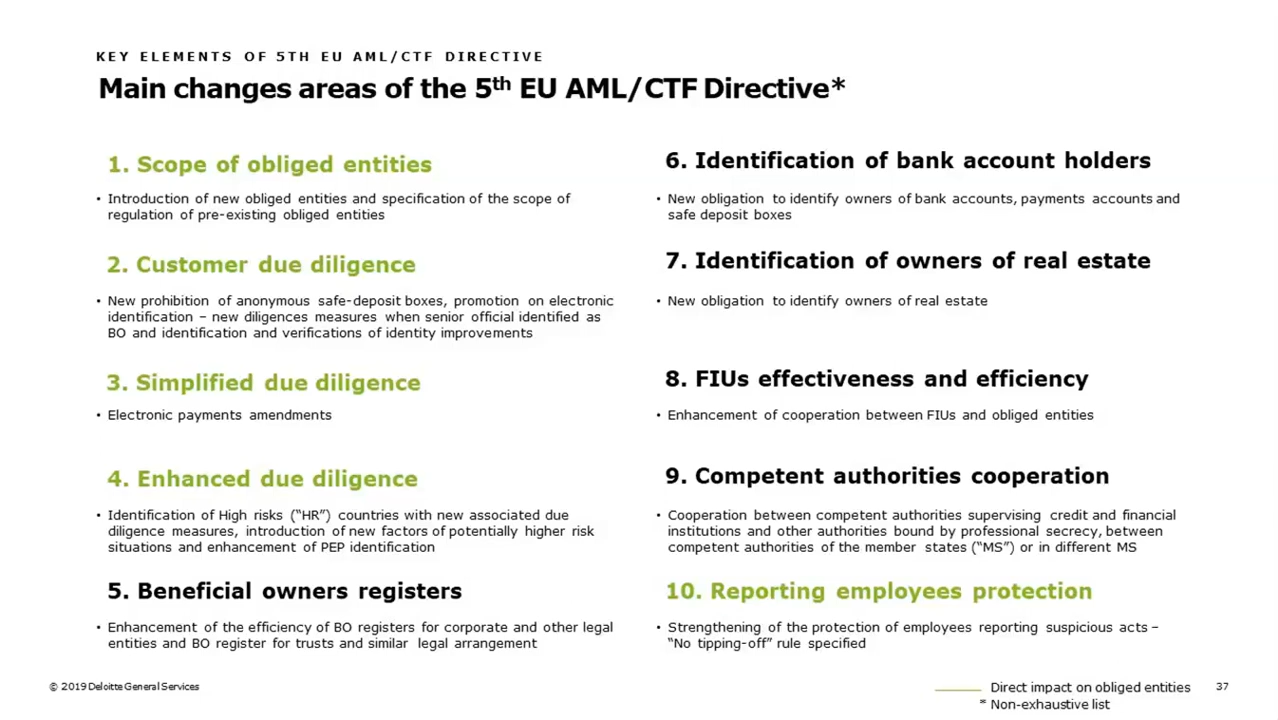 KEY ELEMENTS OF 5TH EU AML/CTF DIRECTIVE
Main changes areas of the 5th EU AML/CTF Directive*
1. Scope of obliged entities
• Introduction of new obliged entities and specification of the scope of
regulation of pre-existing obliged entities
2. Customer due diligence
• New prohibition of anonymous safe-deposit boxes, promotion on electronic
identification – new diligences measures when senior official identified as
BO and identification and verifications of identity improvements
3. Simplified due diligence
• Electronic payments amendments
4. Enhanced due diligence
• Identification of High risks (“HR”) countries with new associated due
diligence measures, introduction of new factors of potentially higher risk
situations and enhancement of PEP identification
5. Beneficial owners registers
• Enhancement of the efficiency of BO registers for corporate and other legal
entities and BO register for trusts and similar legal arrangement
6. Identification of bank account holders
• New obligation to identify owners of bank accounts, payments accounts and
safe deposit boxes
7. Identification of owners of real estate
• New obligation to identify owners of real estate
8. FIUs effectiveness and efficiency
• Enhancement of cooperation between FIUs and obliged entities
9. Competent authorities cooperation
• Cooperation between competent authorities supervising credit and financial
institutions and other authorities bound by professional secrecy, between
competent authorities of the member states (“MS”) or in different MS
10. Reporting employees protection
• Strengthening of the protection of employees reporting suspicious acts –
“No tipping-off” rule specified
© 2019 Deloitte General Services
Direct impact on obliged entities
* Non-exhaustive list
37